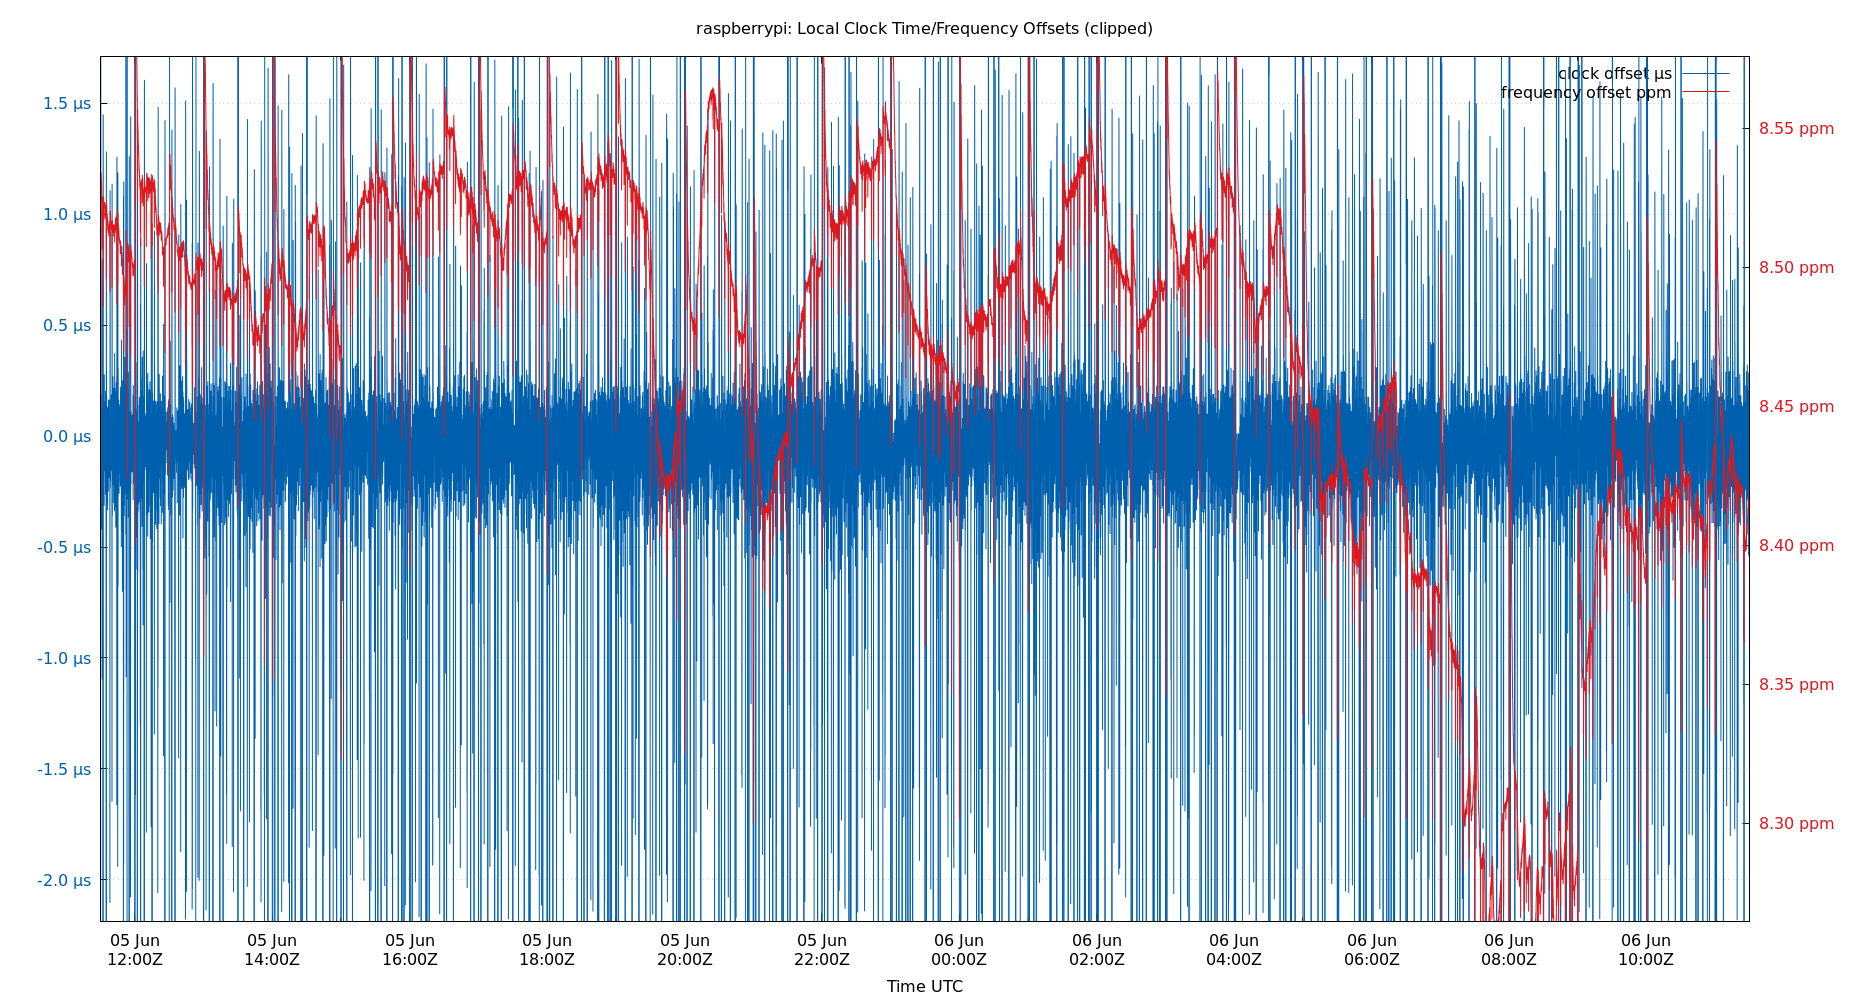 raspberrypi: Local Clock Time/Frequency Offsets (clipped)
clock offset µs
frequency offset ppm
1.5 µs
1.0 µs
0.5 µs
0.0 µs
-0.5 µs
-1.0 µs
-1.5 µs
-2.0 µs
8.55 ppm
8.50 ppm
8.45 ppm
8.40 ppm
8.35 ppm
8.30 ppm
05 Jun 05 Jun 05 Jun 05 Jun 05 Jun 05 Jun 06 Jun 06 Jun 06 Jun 06 Jun 06 Jun 06 Jun
12:00Z 14:00Z 16:00Z 18:00Z 20:00Z 22:00Z 00:00Z 02:00Z 04:00Z 06:00Z 08:00Z 10:00Z
Time UTC